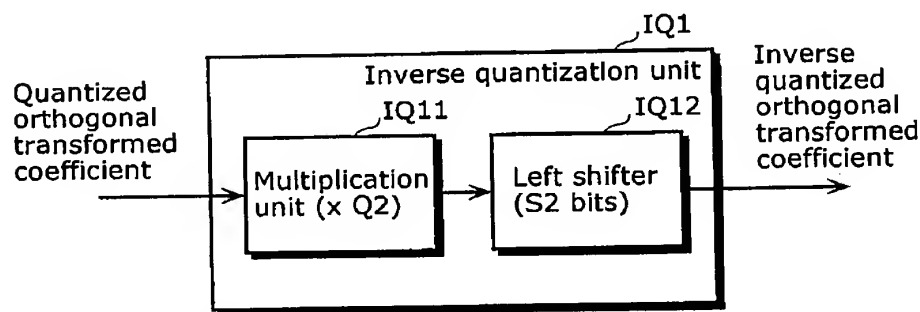 IQ1
Inverse quantization unit
Quantized
orthogonal
transformed
coefficient
IQ11
Multiplication
unit (x Q2)
IQ12
Left shifter
(S2 bits)
Inverse
quantized
orthogonal
transformed
coefficient